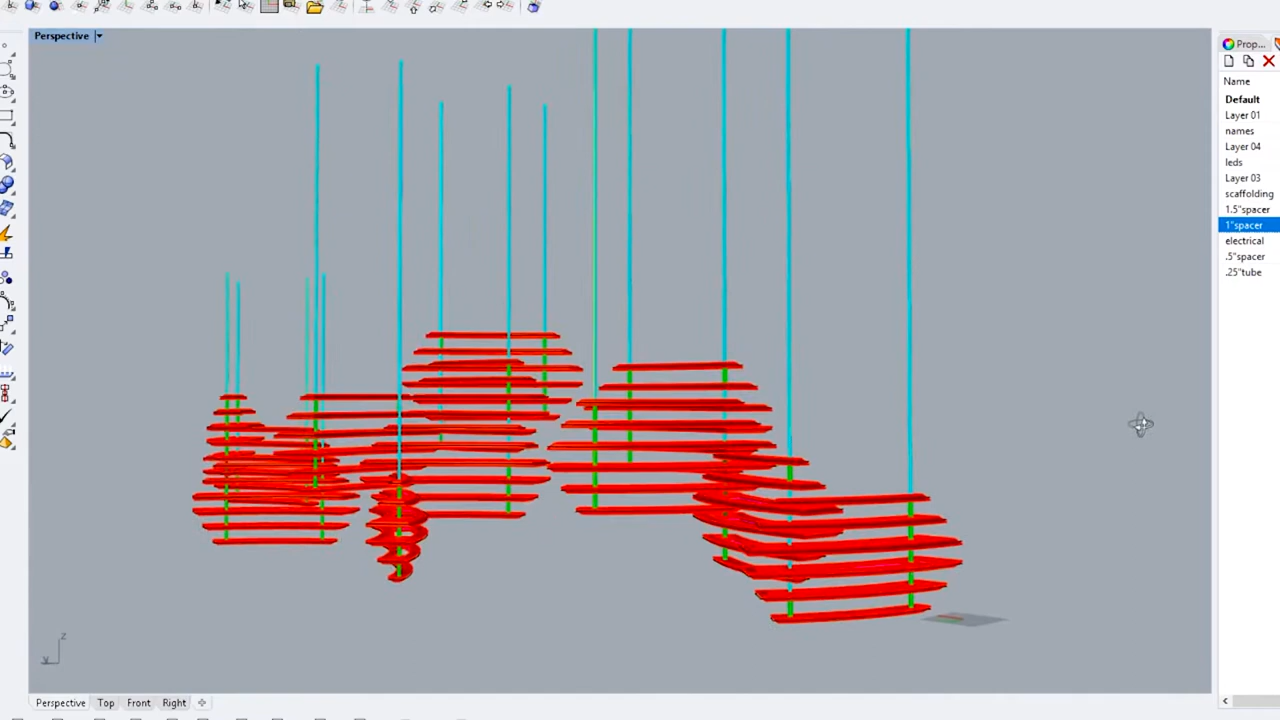 Perspective
Prop...
Name
Default
Layer 01
names
Layer 04
leds
Layer 03
scaffolding
1.5"spacer
1"spacer
electrical
.5"spacer
.25"tube
z
y
Perspective Top Front Right